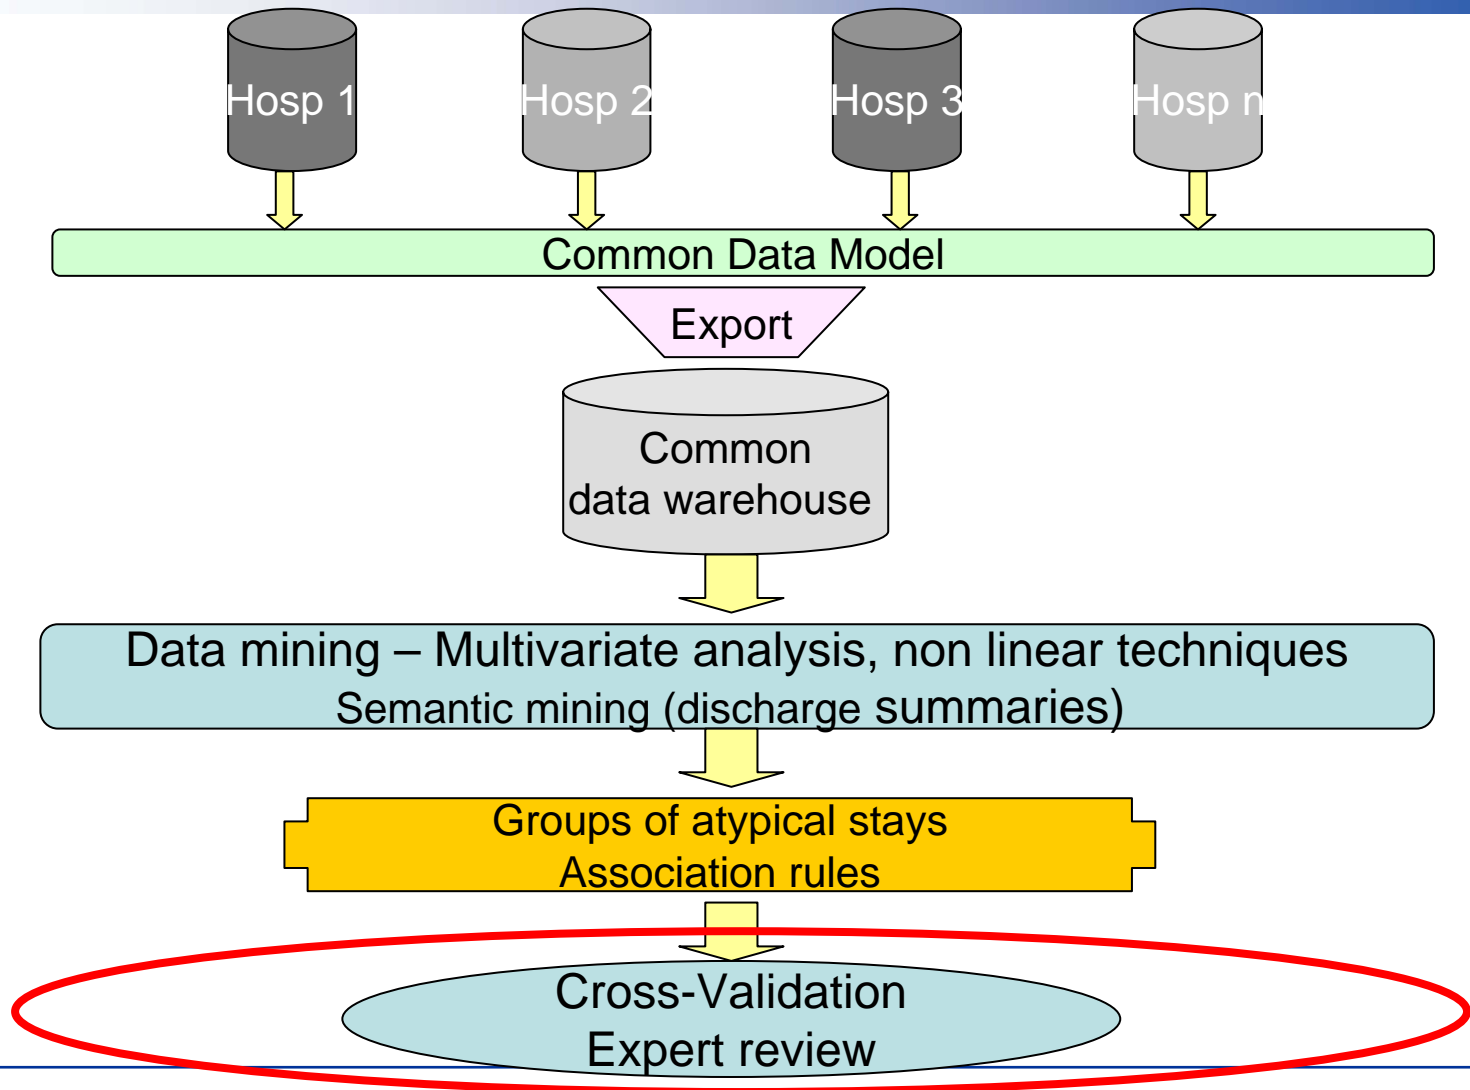 Hosp 1
Hosp 2
Hosp 3
Hosp n
Common Data Model
Export
Common
data warehouse
Data mining – Multivariate analysis, non linear techniques
Semantic mining (discharge summaries)
Groups of atypical stays
Association rules
Cross-Validation
Expert review